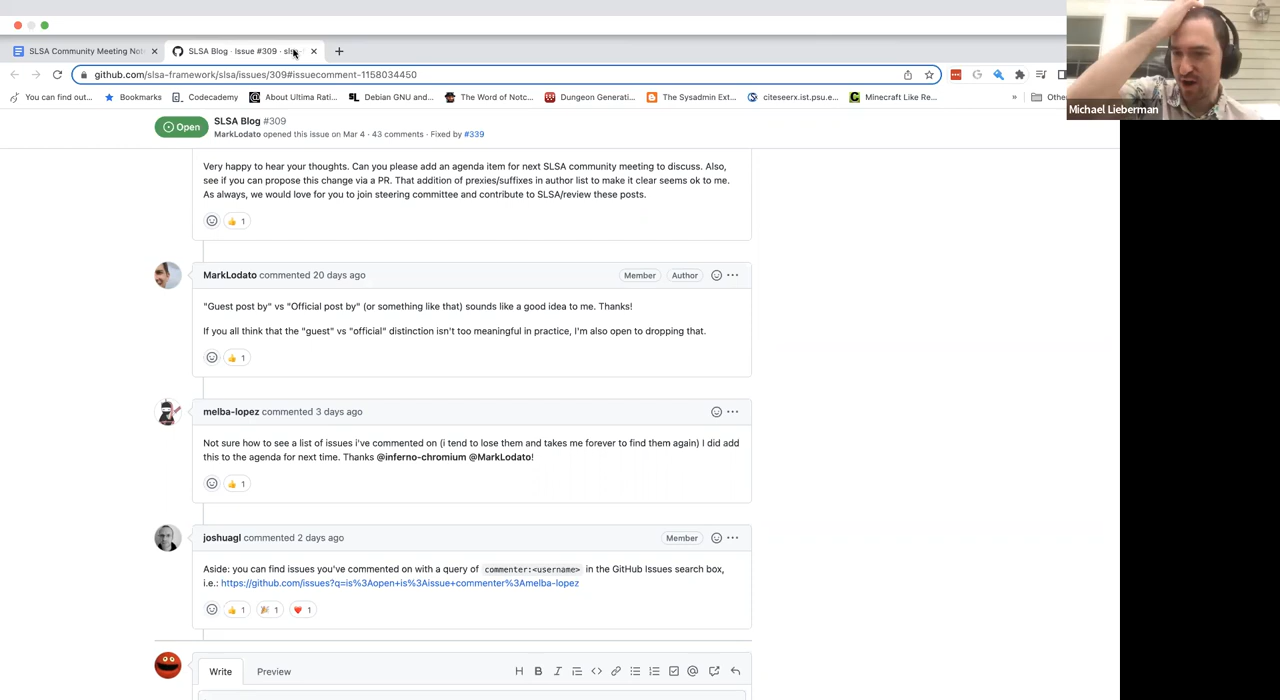 SLSA Community Meeting Not
SLSA Blog · Issue #309 · sls
github.com/slsa-framework/slsa/issues/309#issuecomment-1158034450
You can find out...
Bookmarks
Codecademy
About Ultima Rati...
Debian GNU and...
The Word of Notc...
Dungeon Generati...
The Sysadmin Ext...
citeseerx.ist.psu.e...
Minecraft Like Re...
»
Othe
Michael Lieberman
Open
SLSA Blog #309
MarkLodato opened this issue on Mar 4 · 43 comments · Fixed by #339
Very happy to hear your thoughts. Can you please add an agenda item for next SLSA community meeting to discuss. Also,
see if you can propose this change via a PR. That addition of prexies/suffixes in author list to make it clear seems ok to me.
As always, we would love for you to join steering committee and contribute to SLSA/review these posts.
1
MarkLodato commented 20 days ago
Member
Author
"Guest post by" vs "Official post by" (or something like that) sounds like a good idea to me. Thanks!
If you all think that the "guest" vs "official" distinction isn't too meaningful in practice, I'm also open to dropping that.
1
melba-lopez commented 3 days ago
Not sure how to see a list of issues i've commented on (i tend to lose them and takes me forever to find them again) I did add
this to the agenda for next time. Thanks @inferno-chromium @MarkLodato!
1
joshuagl commented 2 days ago
Member
Aside: you can find issues you've commented on with a query of commenter:<username> in the GitHub Issues search box,
i.e.: https://github.com/issues?q=is%3Aopen+is%3Aissue+commenter%3Amelba-lopez
1
1
1
Write
Preview